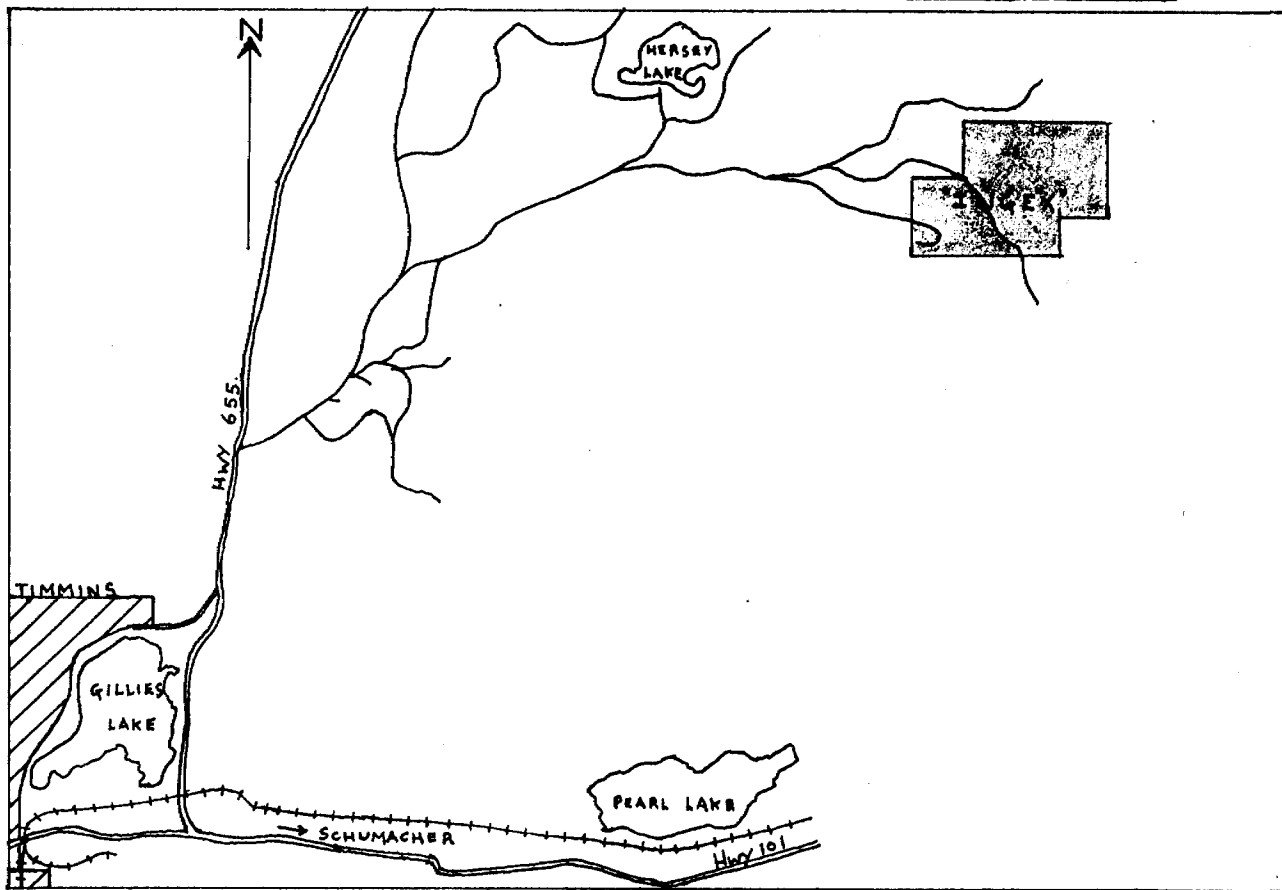 N
HERSEY
LAKE
HWY 655.
TIMMINS
GILLIES
LAKE
PEARL LAKE
→ SCHUMACHER
Hwy 101